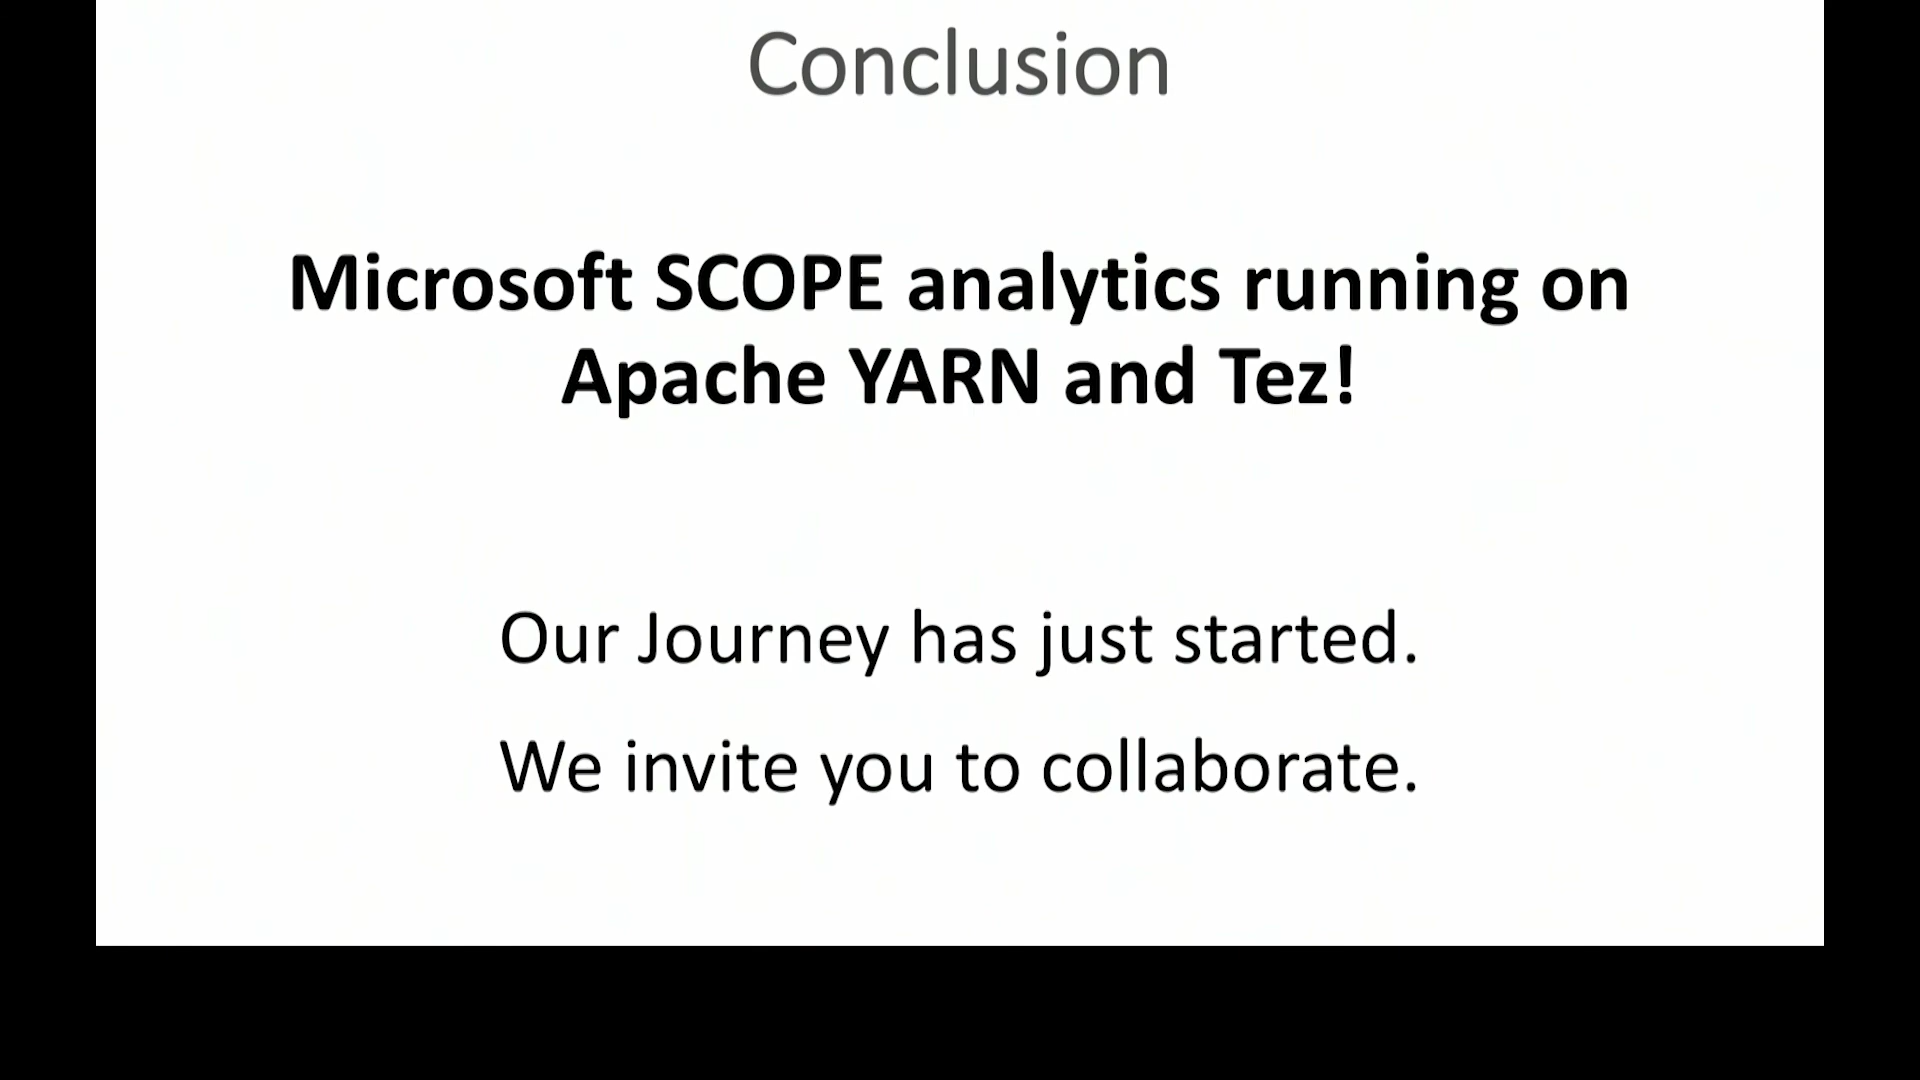 Conclusion
Microsoft SCOPE analytics running on
Apache YARN and Tez!
Our Journey has just started.
We invite you to collaborate.